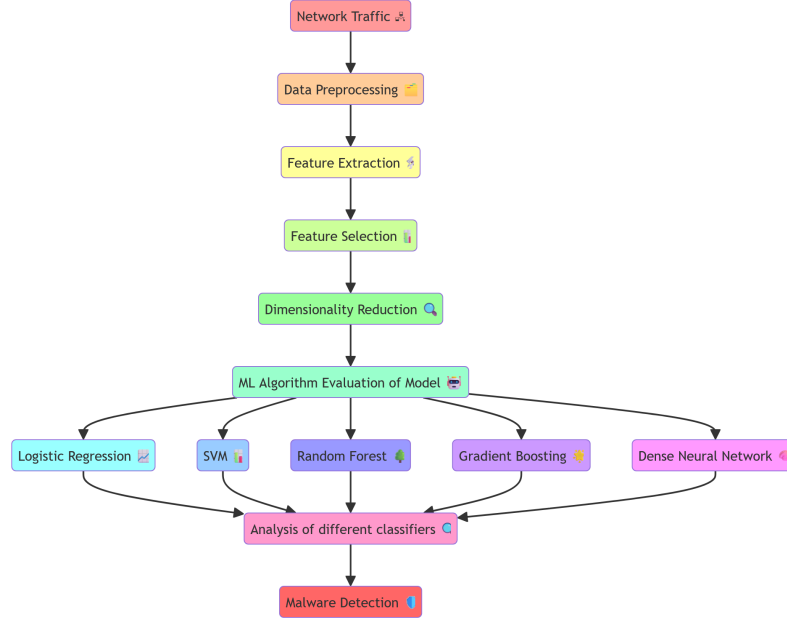 Network Traffic
Data Preprocessing
Feature Extraction
Feature Selection
Dimensionality Reduction
ML Algorithm Evaluation of Model
Logistic Regression
SVM
Random Forest
Gradient Boosting
Dense Neural Network
Analysis of different classifiers
Malware Detection